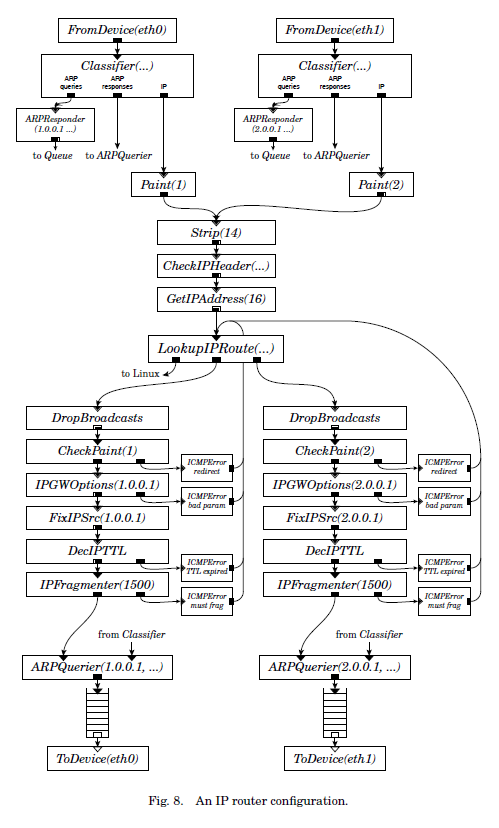 FromDevice(eth0)
FromDevice(eth1)
Classifier(...)
ARP queries
ARP responses
IP
Classifier(...)
ARP queries
ARP responses
IP
ARPResponder
(1.0.0.1 ...)
ARPResponder
(2.0.0.1 ...)
to Queue
to ARPQuerier
to Queue
to ARPQuerier
Paint(1)
Paint(2)
Strip(14)
CheckIPHeader(...)
GetIPAddress(16)
LookupIPRoute(...)
to Linux
DropBroadcasts
CheckPaint(1)
ICMPError
redirect
IPGWOptions(1.0.0.1)
ICMPError
bad param
FixIPSrc(1.0.0.1)
DecIPTTL
ICMPError
TTL expired
IPFragmenter(1500)
ICMPError
must frag
from Classifier
ARPQuerier(1.0.0.1, ...)
ToDevice(eth0)
DropBroadcasts
CheckPaint(2)
ICMPError
redirect
IPGWOptions(2.0.0.1)
ICMPError
bad param
FixIPSrc(2.0.0.1)
DecIPTTL
ICMPError
TTL expired
IPFragmenter(1500)
ICMPError
must frag
from Classifier
ARPQuerier(2.0.0.1, ...)
ToDevice(eth1)
Fig. 8. An IP router configuration.